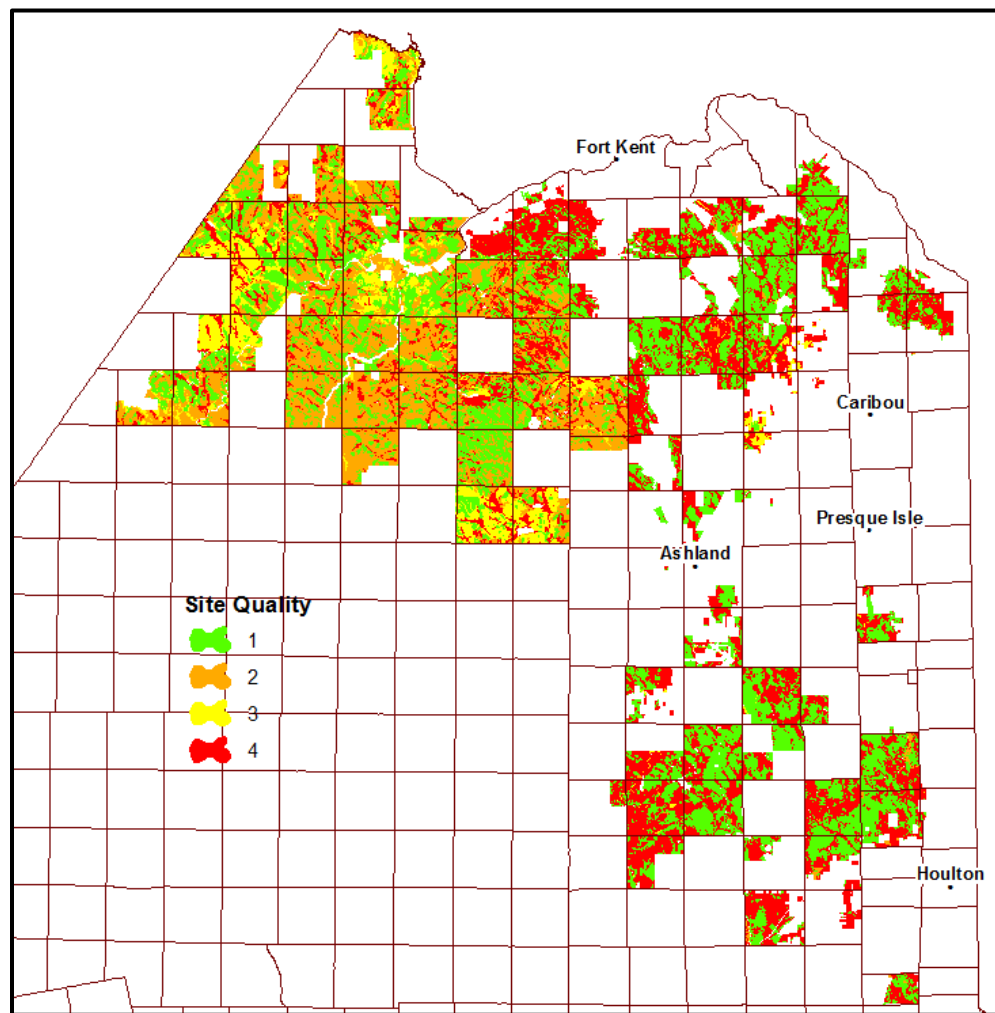 Fort Kent
Caribou
Presque Isle
Ashland
Site Quality
1
2
3
4
Houlton